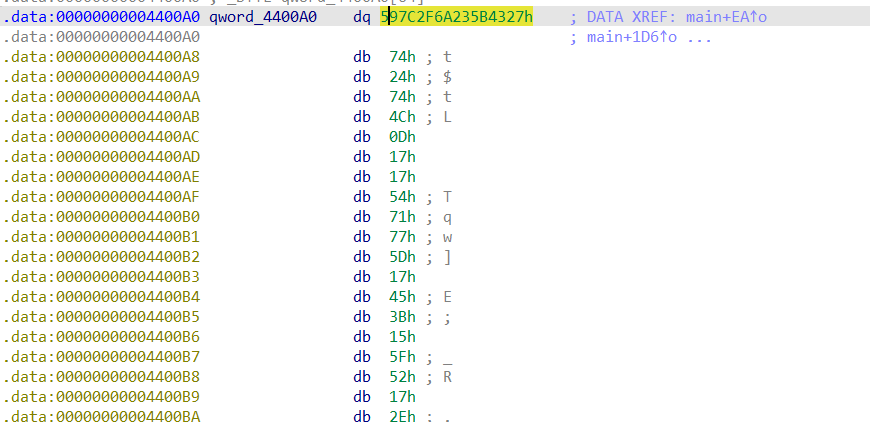 .data:00000000004400A0 qword_4400A0 dq 597C2F6A235B4327h ; DATA XREF: main+EA↑o
.data:00000000004400A0 ; main+1D6↑o ...
.data:00000000004400A8 db 74h ; t
.data:00000000004400A9 db 24h ; $
.data:00000000004400AA db 74h ; t
.data:00000000004400AB db 4Ch ; L
.data:00000000004400AC db 0Dh
.data:00000000004400AD db 17h
.data:00000000004400AE db 17h
.data:00000000004400AF db 54h ; T
.data:00000000004400B0 db 71h ; q
.data:00000000004400B1 db 77h ; w
.data:00000000004400B2 db 5Dh ; ]
.data:00000000004400B3 db 17h
.data:00000000004400B4 db 45h ; E
.data:00000000004400B5 db 3Bh ; ;
.data:00000000004400B6 db 15h
.data:00000000004400B7 db 5Fh ; _
.data:00000000004400B8 db 52h ; R
.data:00000000004400B9 db 17h
.data:00000000004400BA db 2Eh ; .